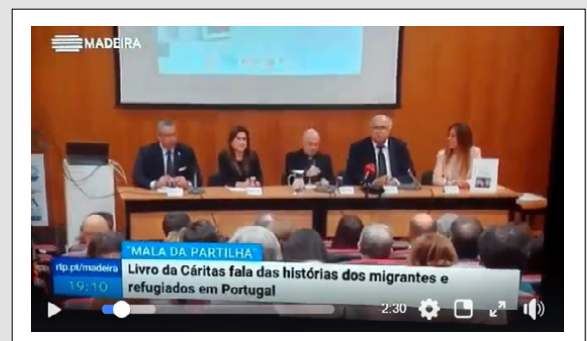 MADEIRA
"MALA DA PARTILHA"
rtp.pt/madeira
Livro da Cáritas fala das histórias dos migrantes e
refugiados em Portugal
19:10
2:30